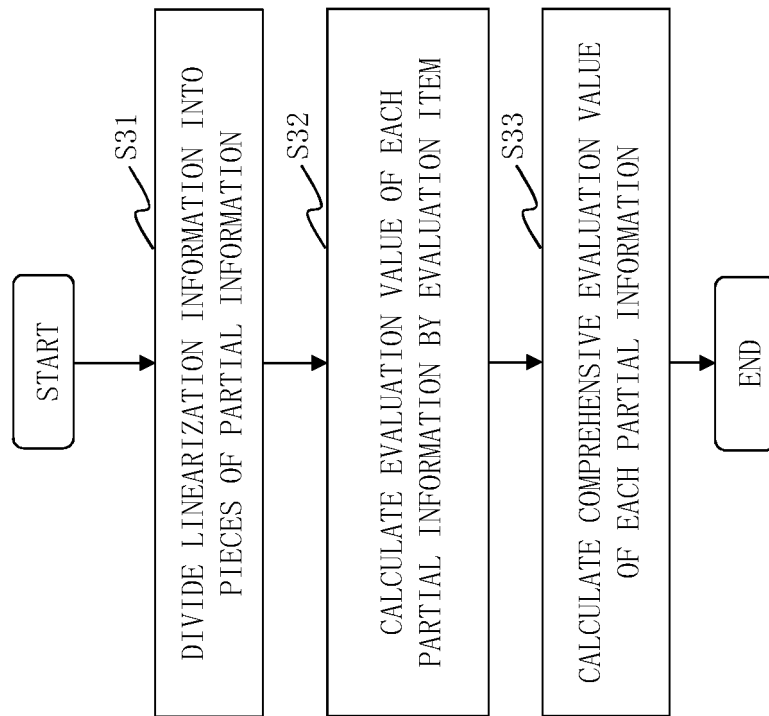 START
S31
DIVIDE LINEARIZATION INFORMATION INTO
PIECES OF PARTIAL INFORMATION
S32
CALCULATE EVALUATION VALUE OF EACH
PARTIAL INFORMATION BY EVALUATION ITEM
S33
CALCULATE COMPREHENSIVE EVALUATION VALUE
OF EACH PARTIAL INFORMATION
END